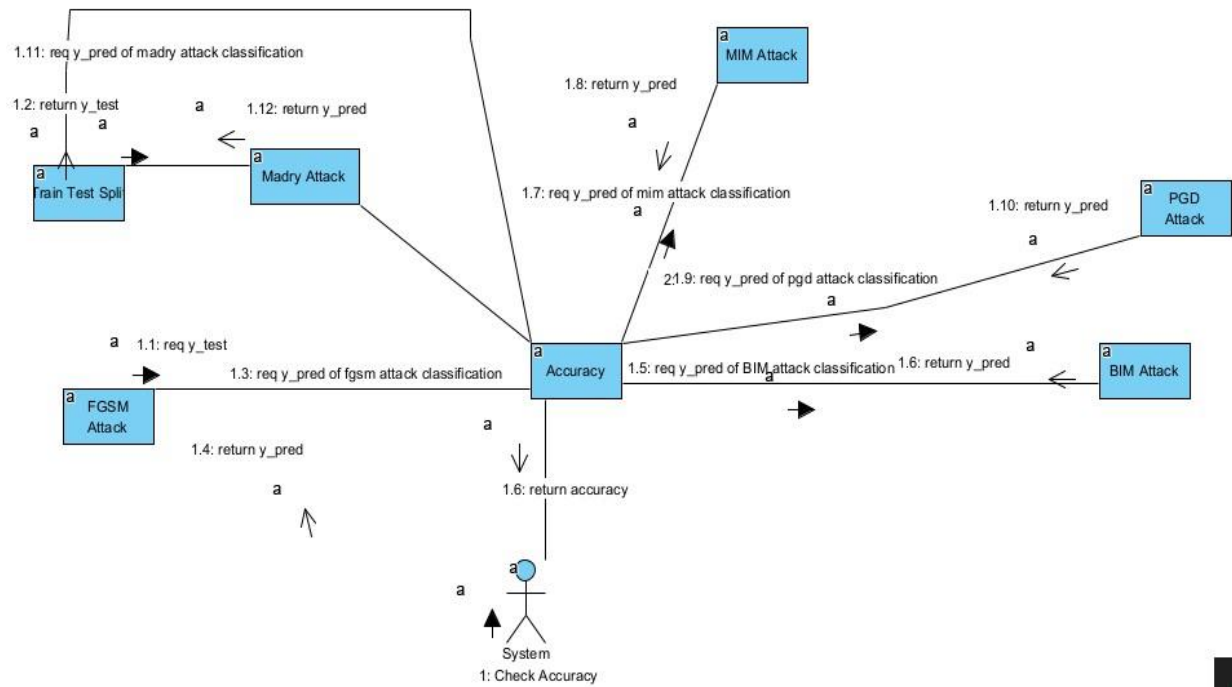 1.11: req y_pred of madry attack classification
1.2: return y_test
a
a
a
1.12: return y_pred
a
Train Test Split
a
Madry Attack
a
MIM Attack
1.8: return y_pred
a
1.7: req y_pred of mim attack classification
a
a
PGD
Attack
1.10: return y_pred
a
2:1.9: req y_pred of pgd attack classification
a
a
1.1: req y_test
1.3: req y_pred of fgsm attack classification
a
FGSM
Attack
1.4: return y_pred
a
a
Accuracy
1.5: req y_pred of BIM attack classification
a
1.6: return y_pred
a
a
BIM Attack
a
1.6: return accuracy
a
a
System
1: Check Accuracy